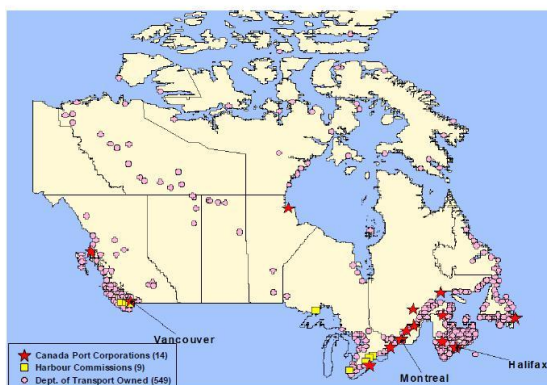 Vancouver
Halifax
Montreal
Canada Port Corporations (14)
Harbour Commissions (9)
Dept. of Transport Owned (549)